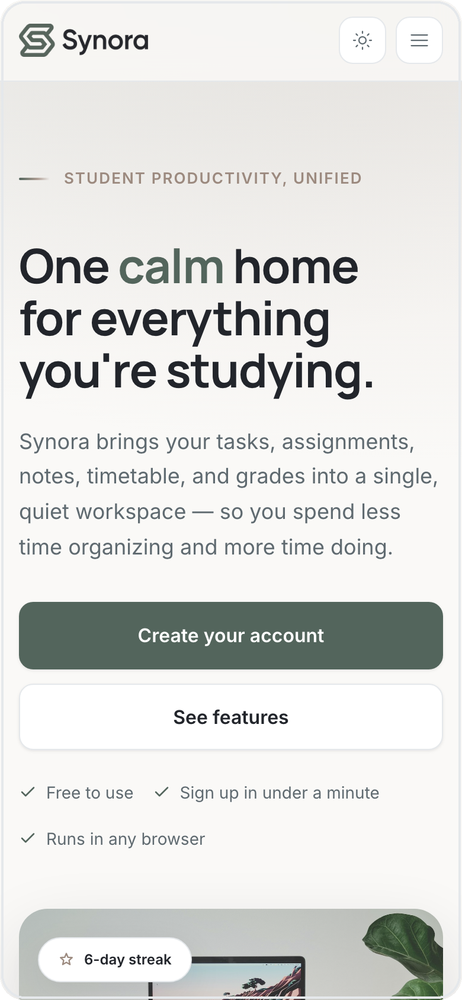 Synora
STUDENT PRODUCTIVITY, UNIFIED
One calm home
for everything
you're studying.
Synora brings your tasks, assignments,
notes, timetable, and grades into a single,
quiet workspace — so you spend less
time organizing and more time doing.
Create your account
See features
Free to use
Sign up in under a minute
Runs in any browser
6-day streak